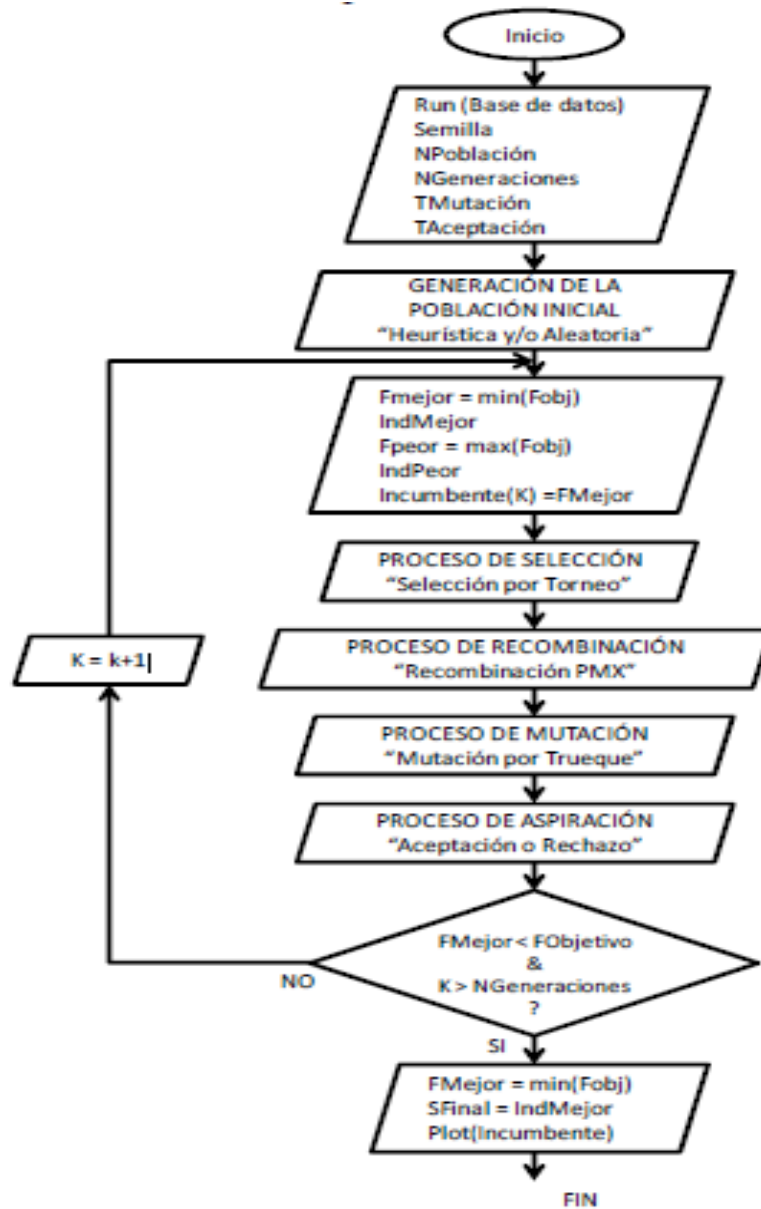 Inicio
Run (Base de datos)
Semilla
NPoblación
NGeneraciones
TMutación
TAceptación
GENERACIÓN DE LA
POBLACIÓN INICIAL
“Heurística y/o Aleatoria”
Fmejor = min(Fobj)
IndMejor
Fpeor = max(Fobj)
IndPeor
Incumbente(K) =FMejor
PROCESO DE SELECCIÓN
“Selección por Torneo”
PROCESO DE RECOMBINACIÓN
“Recombinación PMX”
K = k+1
PROCESO DE MUTACIÓN
“Mutación por Trueque”
PROCESO DE ASPIRACIÓN
“Aceptación o Rechazo”
FMejor< FObjetivo
&
K > NGeneraciones
?
NO
SI
FMejor = min(Fobj)
SFinal = IndMejor
Plot(Incumbente)
FIN